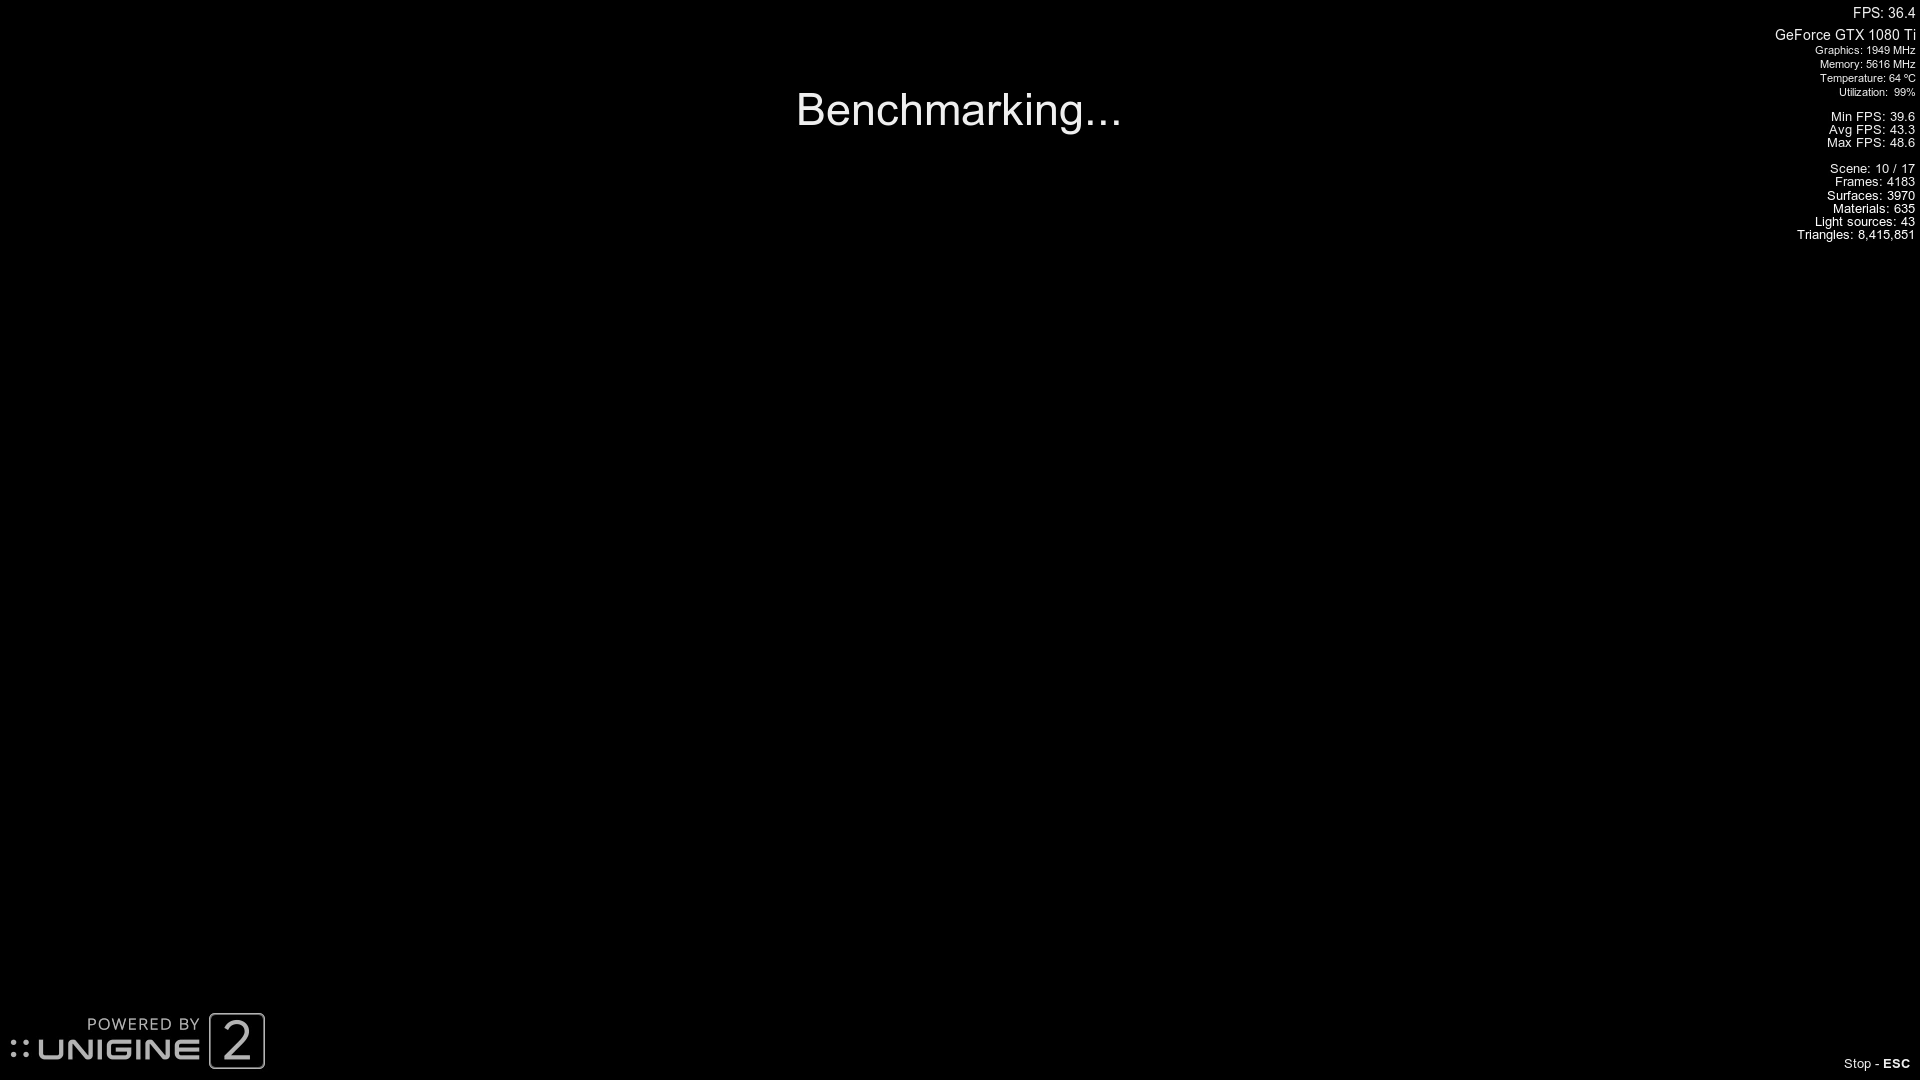 FPS: 36.4
GeForce GTX 1080 Ti
Graphics: 1949 MHz
Memory: 5616 MHz
Temperature: 64 ºC
Utilization:  99%
Benchmarking...
Min FPS: 39.6
Avg FPS: 43.3
Max FPS: 48.6
Scene: 10 / 17
Frames: 4183
Surfaces: 3970
Materials: 635
Light sources: 43
Triangles: 8,415,851
POWERED BY
UNIGINE 2
Stop - ESC